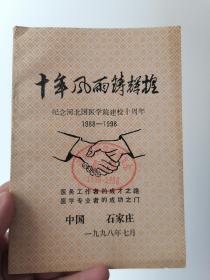 十年风雨铸辉煌
纪念河北国医学院建校十周年
1988—1998
1988-1998
医务工作者的成才之路
医学专业者的成功之门
中国 石家庄
一九九八年七月